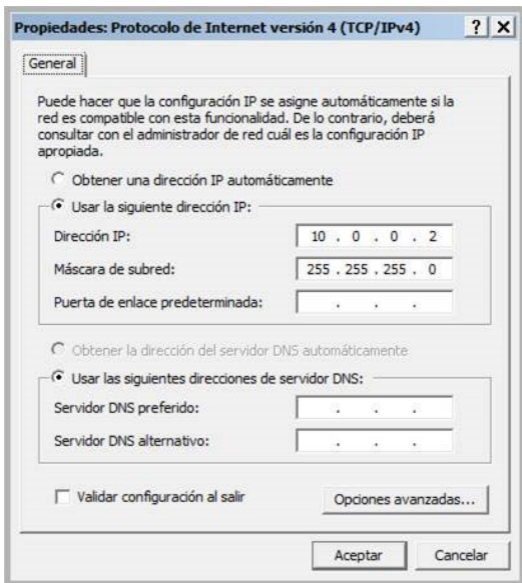 Propiedades: Protocolo de Internet versión 4 (TCP/IPv4)
General
Puede hacer que la configuración IP se asigne automáticamente si la
red es compatible con esta funcionalidad. De lo contrario, deberá
consultar con el administrador de red cuál es la configuración IP
apropiada.
Obtener una dirección IP automáticamente
Usar la siguiente dirección IP:
Dirección IP: 10 . 0 . 0 . 2
Máscara de subred: 255 . 255 . 255 . 0
Puerta de enlace predeterminada: . . .
Obtener la dirección del servidor DNS automáticamente
Usar las siguientes direcciones de servidor DNS:
Servidor DNS preferido: . . .
Servidor DNS alternativo: . . .
Validar configuración al salir
Opciones avanzadas...
Aceptar Cancelar